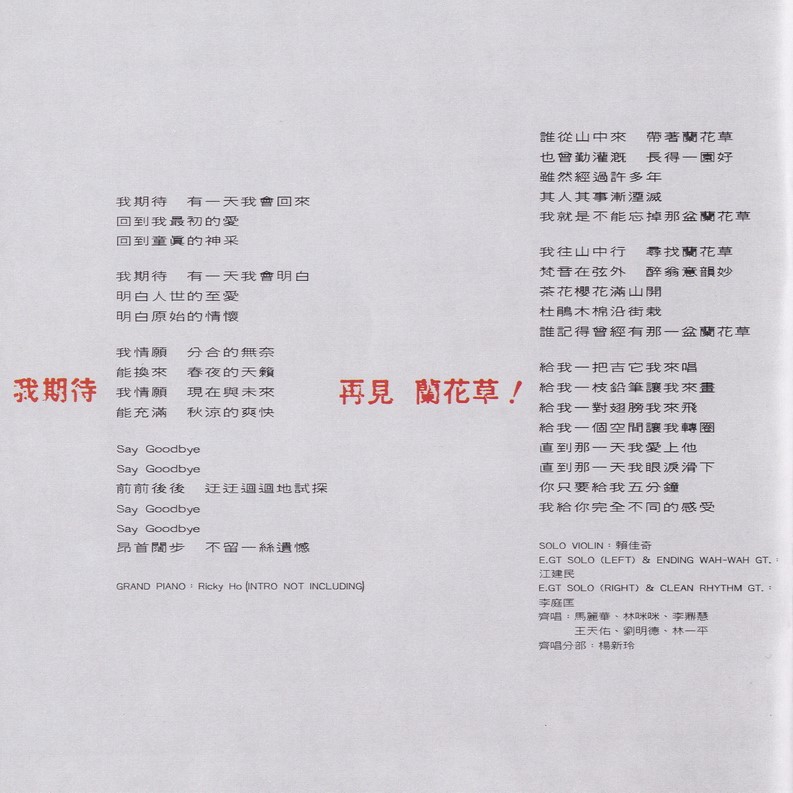 我期待
我期待　有一天我會回來
回到我最初的愛
回到童真的神采
我期待　有一天我會明白
明白人世的至愛
明白原始的情懷
我情願　分合的無奈
能換來　春夜的天籟
我情願　現在與未來
能充滿　秋涼的爽快
Say Goodbye
Say Goodbye
前前後後　迂迂迴迴地試探
Say Goodbye
Say Goodbye
昂首闊步　不留一絲遺憾
GRAND PIANO：Ricky Ho (INTRO NOT INCLUDING)
再見 蘭花草！
誰從山中來　帶著蘭花草
也曾勤灌溉　長得一園好
雖然經過許多年
其人其事漸湮滅
我就是不能忘掉那盆蘭花草
我往山中行　尋找蘭花草
梵音在弦外　醉翁意韻妙
茶花櫻花滿山開
杜鵑木棉沿街栽
誰記得曾經有那一盆蘭花草
給我一把吉它我來唱
給我一枝鉛筆讓我來畫
給我一對翅膀我來飛
給我一個空間讓我轉圈
直到那一天我愛上他
直到那一天我眼淚滑下
你只要給我五分鐘
我給你完全不同的感受
SOLO VIOLIN：賴佳奇
E.GT SOLO (LEFT) & ENDING WAH-WAH GT.：
江建民
E.GT SOLO (RIGHT) & CLEAN RHYTHM GT.：
李庭匡
齊唱：馬麗華、林咪咪、李鼎慧
王天佑、劉明德、林一平
齊唱分部：楊新玲